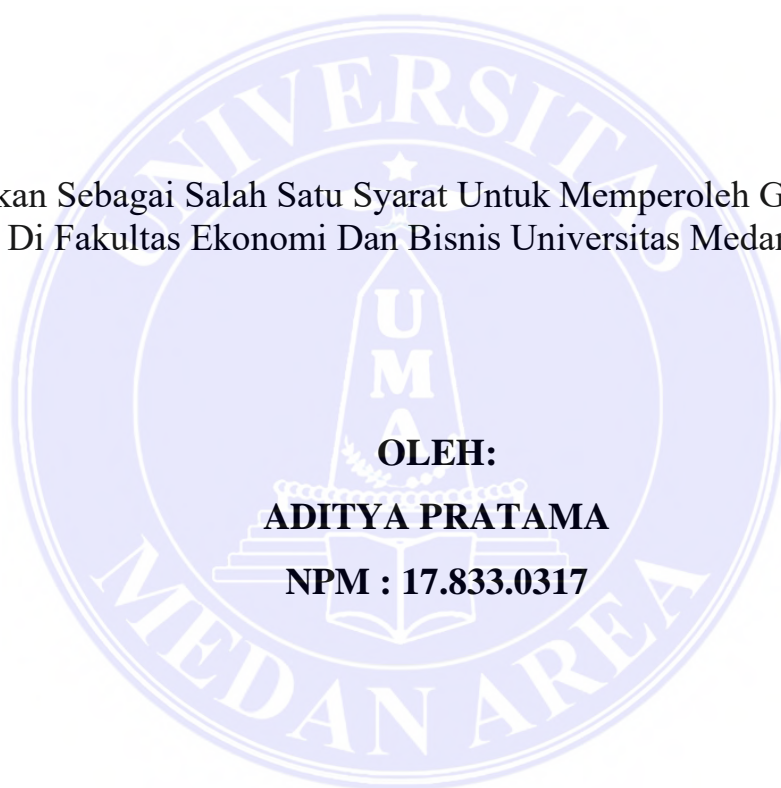 UNIVERSITAS
kan Sebagai Salah Satu Syarat Untuk Memperoleh G
Di Fakultas Ekonomi Dan Bisnis Universitas Medan
UMA
OLEH:
ADITYA PRATAMA
NPM : 17.833.0317
MEDAN AREA